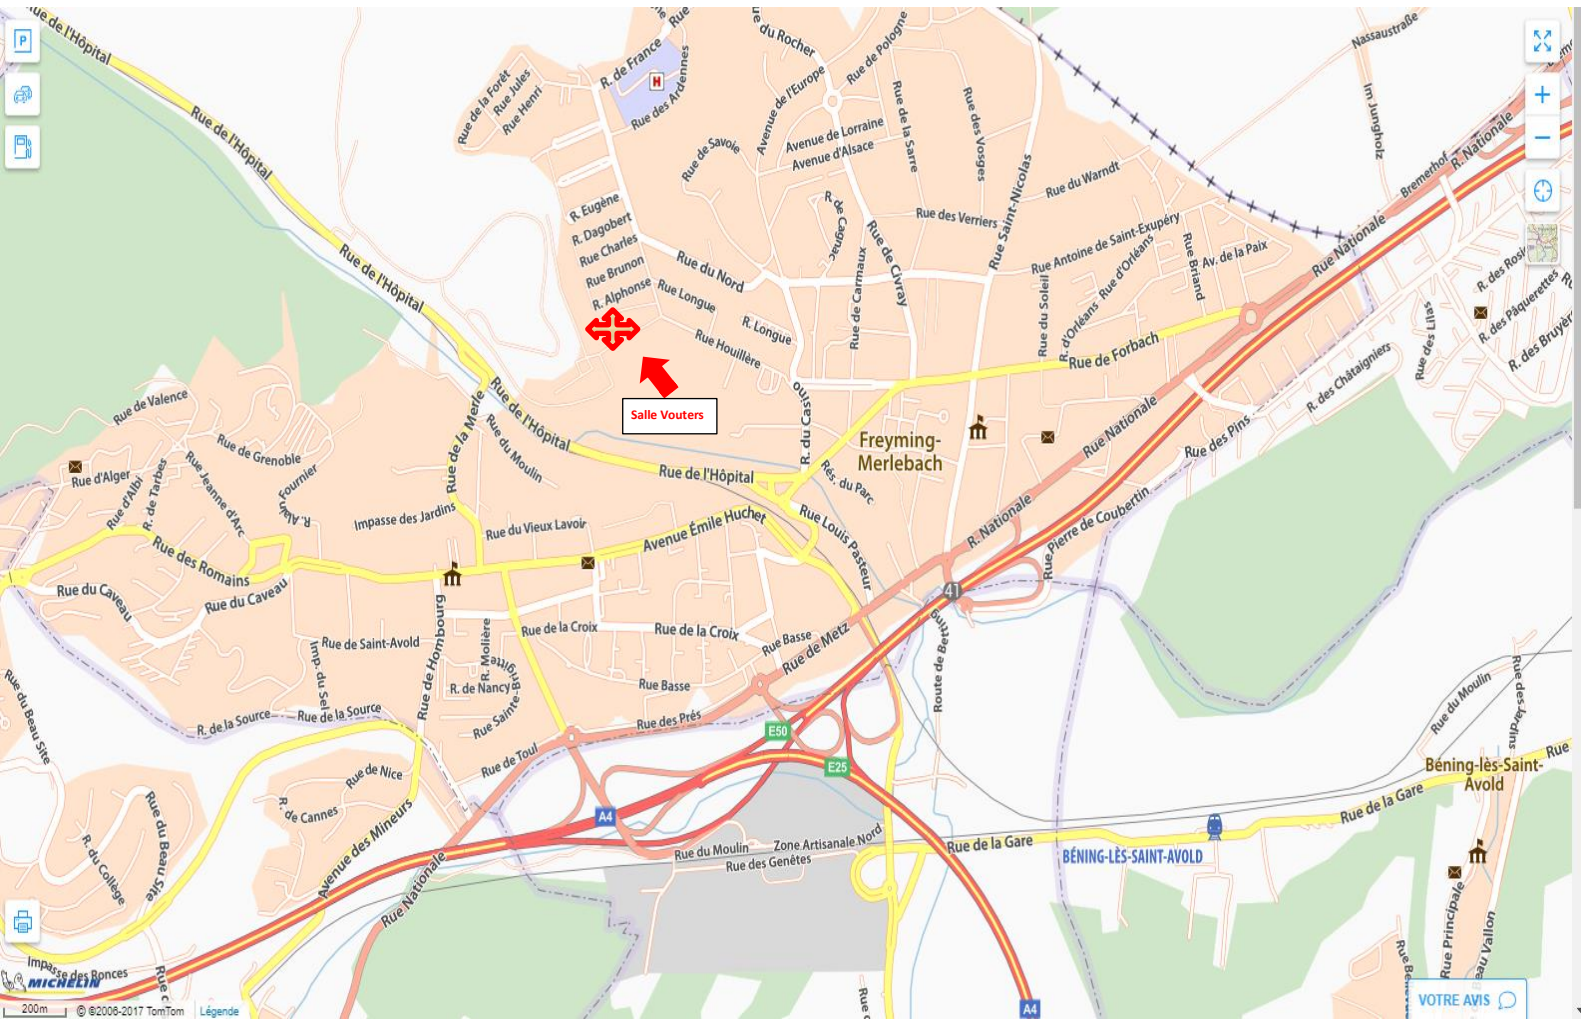 Rue de l'Hôpital
P
Rue de l'Hôpital
Rue de l'Hôpital
Rue de l'Hôpital
Rue de l'Hôpital
Rue de l'Hôpital
R. de France
H
Rue des Ardennes
Rue de la Forêt
Rue Jules
Rue Henri
du Rocher
Rue de Pologne
Avenue de l'Europe
Avenue de Lorraine
Avenue d'Alsace
Rue de la Sarre
Rue des Vosges
Rue de Savoie
R. de Cagnac
Rue des Verriers
Rue du Warndt
Rue Saint-Nicolas
Nassaustraße
Im Jungholz
Bremerhof
R. Nationale
R. Eugène
R. Dagobert
Rue Charles
Rue Brunon
R. Alphonse
Rue Longue
Rue du Nord
R. Longue
Rue Houillère
Rue de Carmaux
Rue de Civray
Rue Antoine de Saint-Exupéry
Rue d'Orléans
R. d'Orléans
Rue du Soleil
Rue Briand
Av. de la Paix
Rue Nationale
Rue de Forbach
Rue des Lilas
R. des Pâquerettes
R. des Châtaigniers
Salle Vouters
R. du Casino
Freyming-
Merlebach
Rue Nationale
Rue des Pins
Rue de Valence
Rue de Grenoble
Rue d'Alger
Rue d'Albi
R. de Tarbes
Rue Jeanne d'Arc
R. Alain Fournier
Rue de la Merle
Rue du Moulin
Impasse des Jardins
Rue du Vieux Lavoir
Avenue Émile Huchet
Rés. du Parc
Rue Louis Pasteur
R. Nationale
Rue Pierre de Coubertin
41
Rue des Romains
Rue du Caveau
Rue du Caveau
Rue de Saint-Avold
Imp. du Sel
Rue de Hombourg
R. Molière
Rue Sainte-Brigitte
R. de Nancy
Rue de la Croix
Rue de la Croix
Rue Basse
Rue de Metz
Rue Basse
Rue des Prés
Route de Betting
Rue du Beau Site
R. de la Source
Rue de la Source
Rue de Toul
E50
E25
A4
Rue de Nice
R. de Cannes
Avenue des Mineurs
Rue Nationale
Rue du Beau Site
R. du Collège
Rue du Moulin
Zone Artisanale Nord
Rue des Genêtes
Rue de la Gare
BÉNING-LÈS-SAINT-AVOLD
Rue de la Gare
Rue du Moulin
Rue des Jardins
Béning-lès-Saint-
Avold
Rue
Rue Principale
Beau Vallon
Impasse des Ronces
MICHELIN
200m
© ©2006-2017 TomTom
Légende
A4
VOTRE AVIS